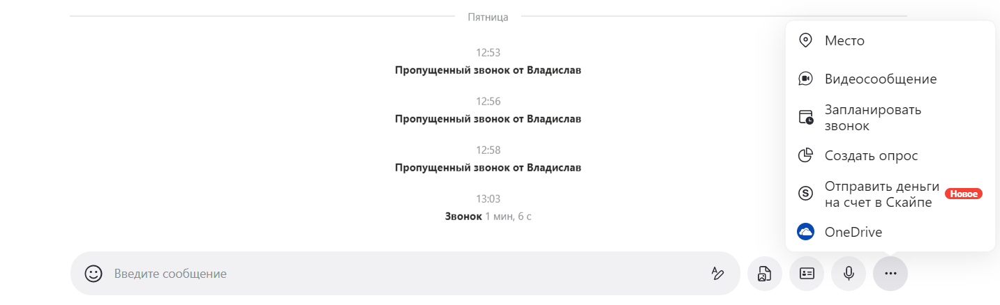 Пятница
12:53
Пропущенный звонок от Владислав
12:56
Пропущенный звонок от Владислав
12:58
Пропущенный звонок от Владислав
13:03
Звонок 1 мин, 6 с
Место
Видеосообщение
Запланировать
звонок
Создать опрос
Отправить деньги
на счет в Скайпе
Новое
OneDrive
Введите сообщение